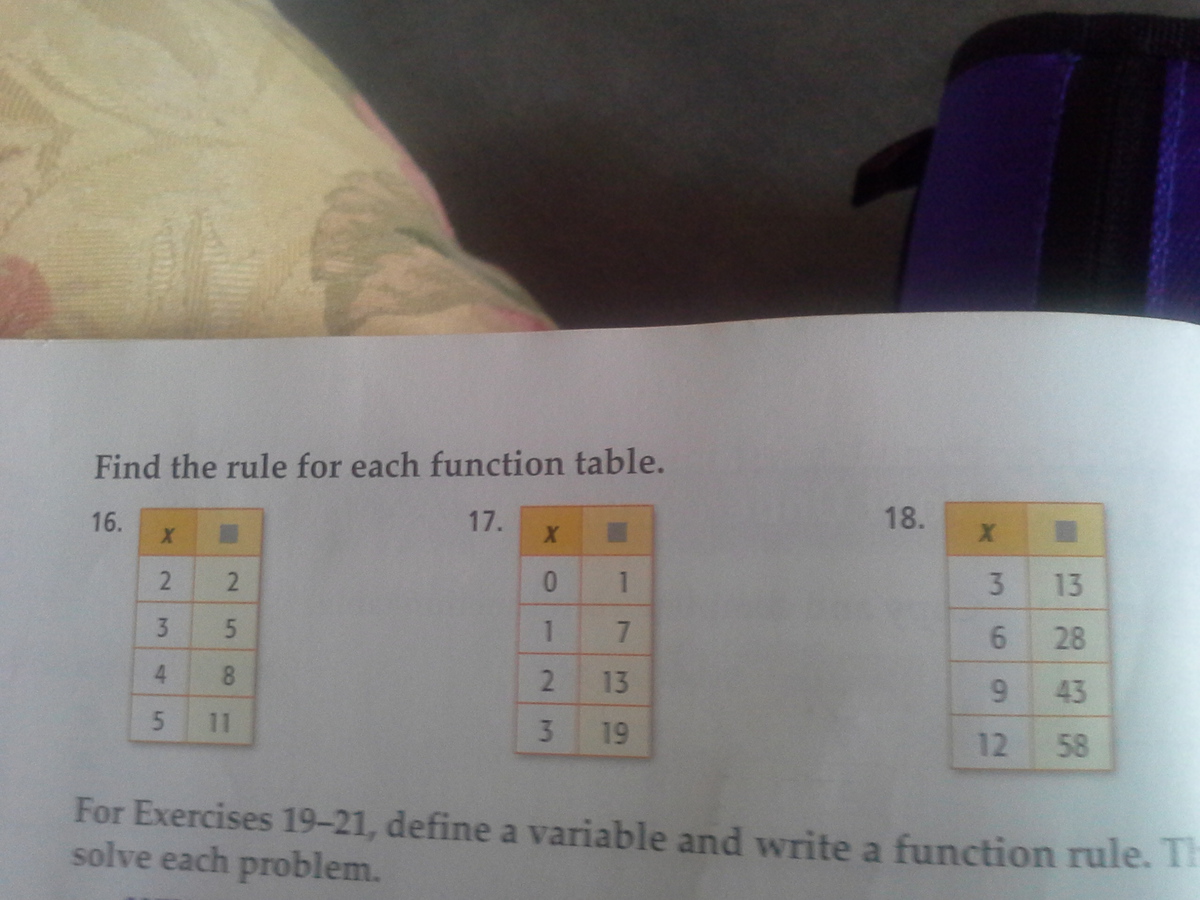 Find the rule for each function table.
16. 17. 18.
x ■ x ■ x ■
2 2 0 1 3 13
3 5 1 7 6 28
4 8 2 13 9 43
5 11 3 19 12 58
For Exercises 19–21, define a variable and write a function rule.
solve each problem.